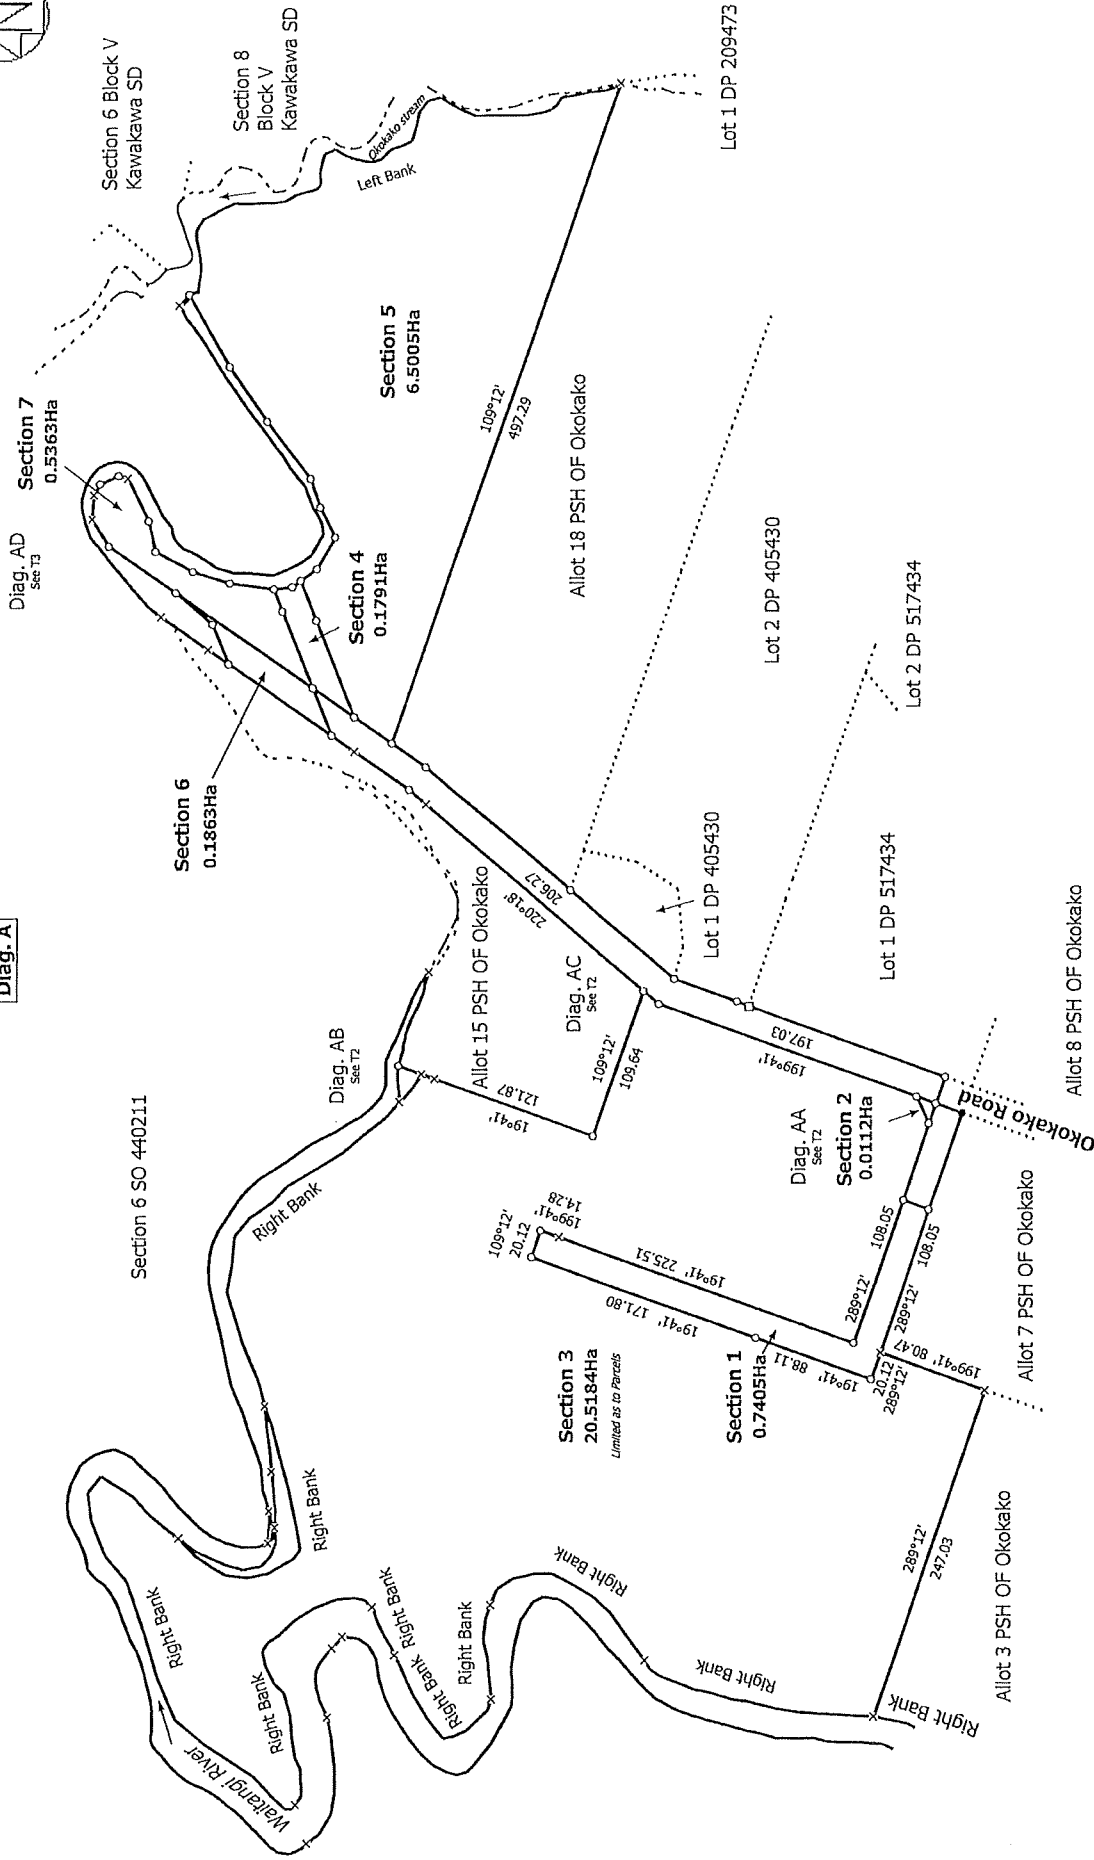 Diag. A
N
Section 6 Block V
Kawakawa SD
Section 8
Block V
Kawakawa SD
Okokako stream
Left Bank
Lot 1 DP 209473
Section 7
0.5363Ha
Diag. AD
See T3
Section 5
6.5005Ha
109°12'
497.29
Section 4
0.1791Ha
Allot 18 PSH OF Okokako
Section 6
0.1863Ha
Lot 2 DP 405430
Lot 2 DP 517434
206.27
220°18'
Lot 1 DP 405430
Lot 1 DP 517434
Allot 15 PSH OF Okokako
Diag. AC
See T2
Diag. AB
See T2
121.87
19°41'
109°12'
109.64
197.03
199°41'
Okokako Road
Allot 8 PSH OF Okokako
Section 6 SO 440211
Right Bank
Diag. AA
See T2
Section 2
0.0112Ha
109°12'
20.12
199°41'
14.28
19°41' 225.51
19°41' 171.80
108.05
289°12'
108.05
289°12'
Section 3
20.5184Ha
Limited as to Parcels
Section 1
0.7405Ha
19°41' 88.11
20.12
289°12'
199°41' 80.47
Allot 7 PSH OF Okokako
289°12'
247.03
Allot 3 PSH OF Okokako
Right Bank
Right Bank
Right Bank
Right Bank
Right Bank
Right Bank
Right Bank
Right Bank
Right Bank
Waitangi River